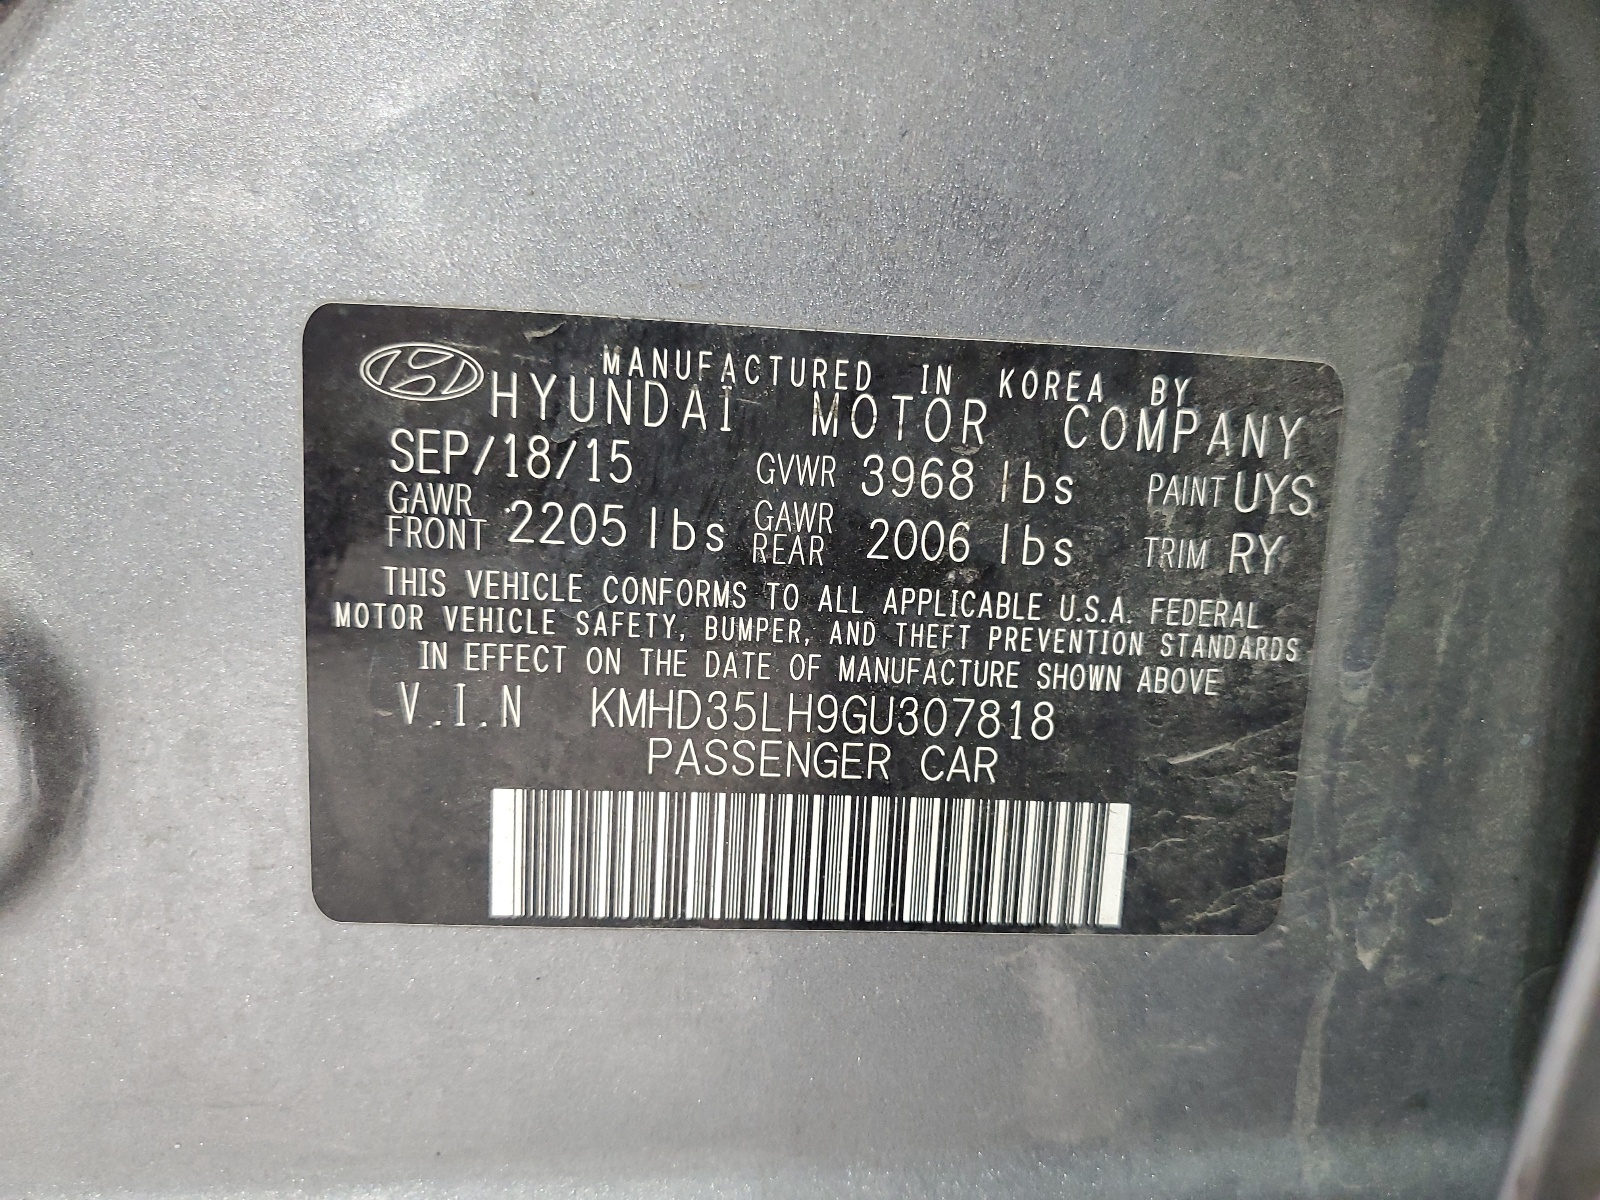 MANUFACTURED IN KOREA BY
HYUNDAI MOTOR COMPANY
SEP/18/15 GVWR 3968 lbs PAINT UYS
GAWR FRONT 2205 lbs GAWR REAR 2006 lbs TRIM RY
THIS VEHICLE CONFORMS TO ALL APPLICABLE U.S.A. FEDERAL
MOTOR VEHICLE SAFETY, BUMPER, AND THEFT PREVENTION STANDARDS
IN EFFECT ON THE DATE OF MANUFACTURE SHOWN ABOVE
V.I.N KMHD35LH9GU307818
PASSENGER CAR